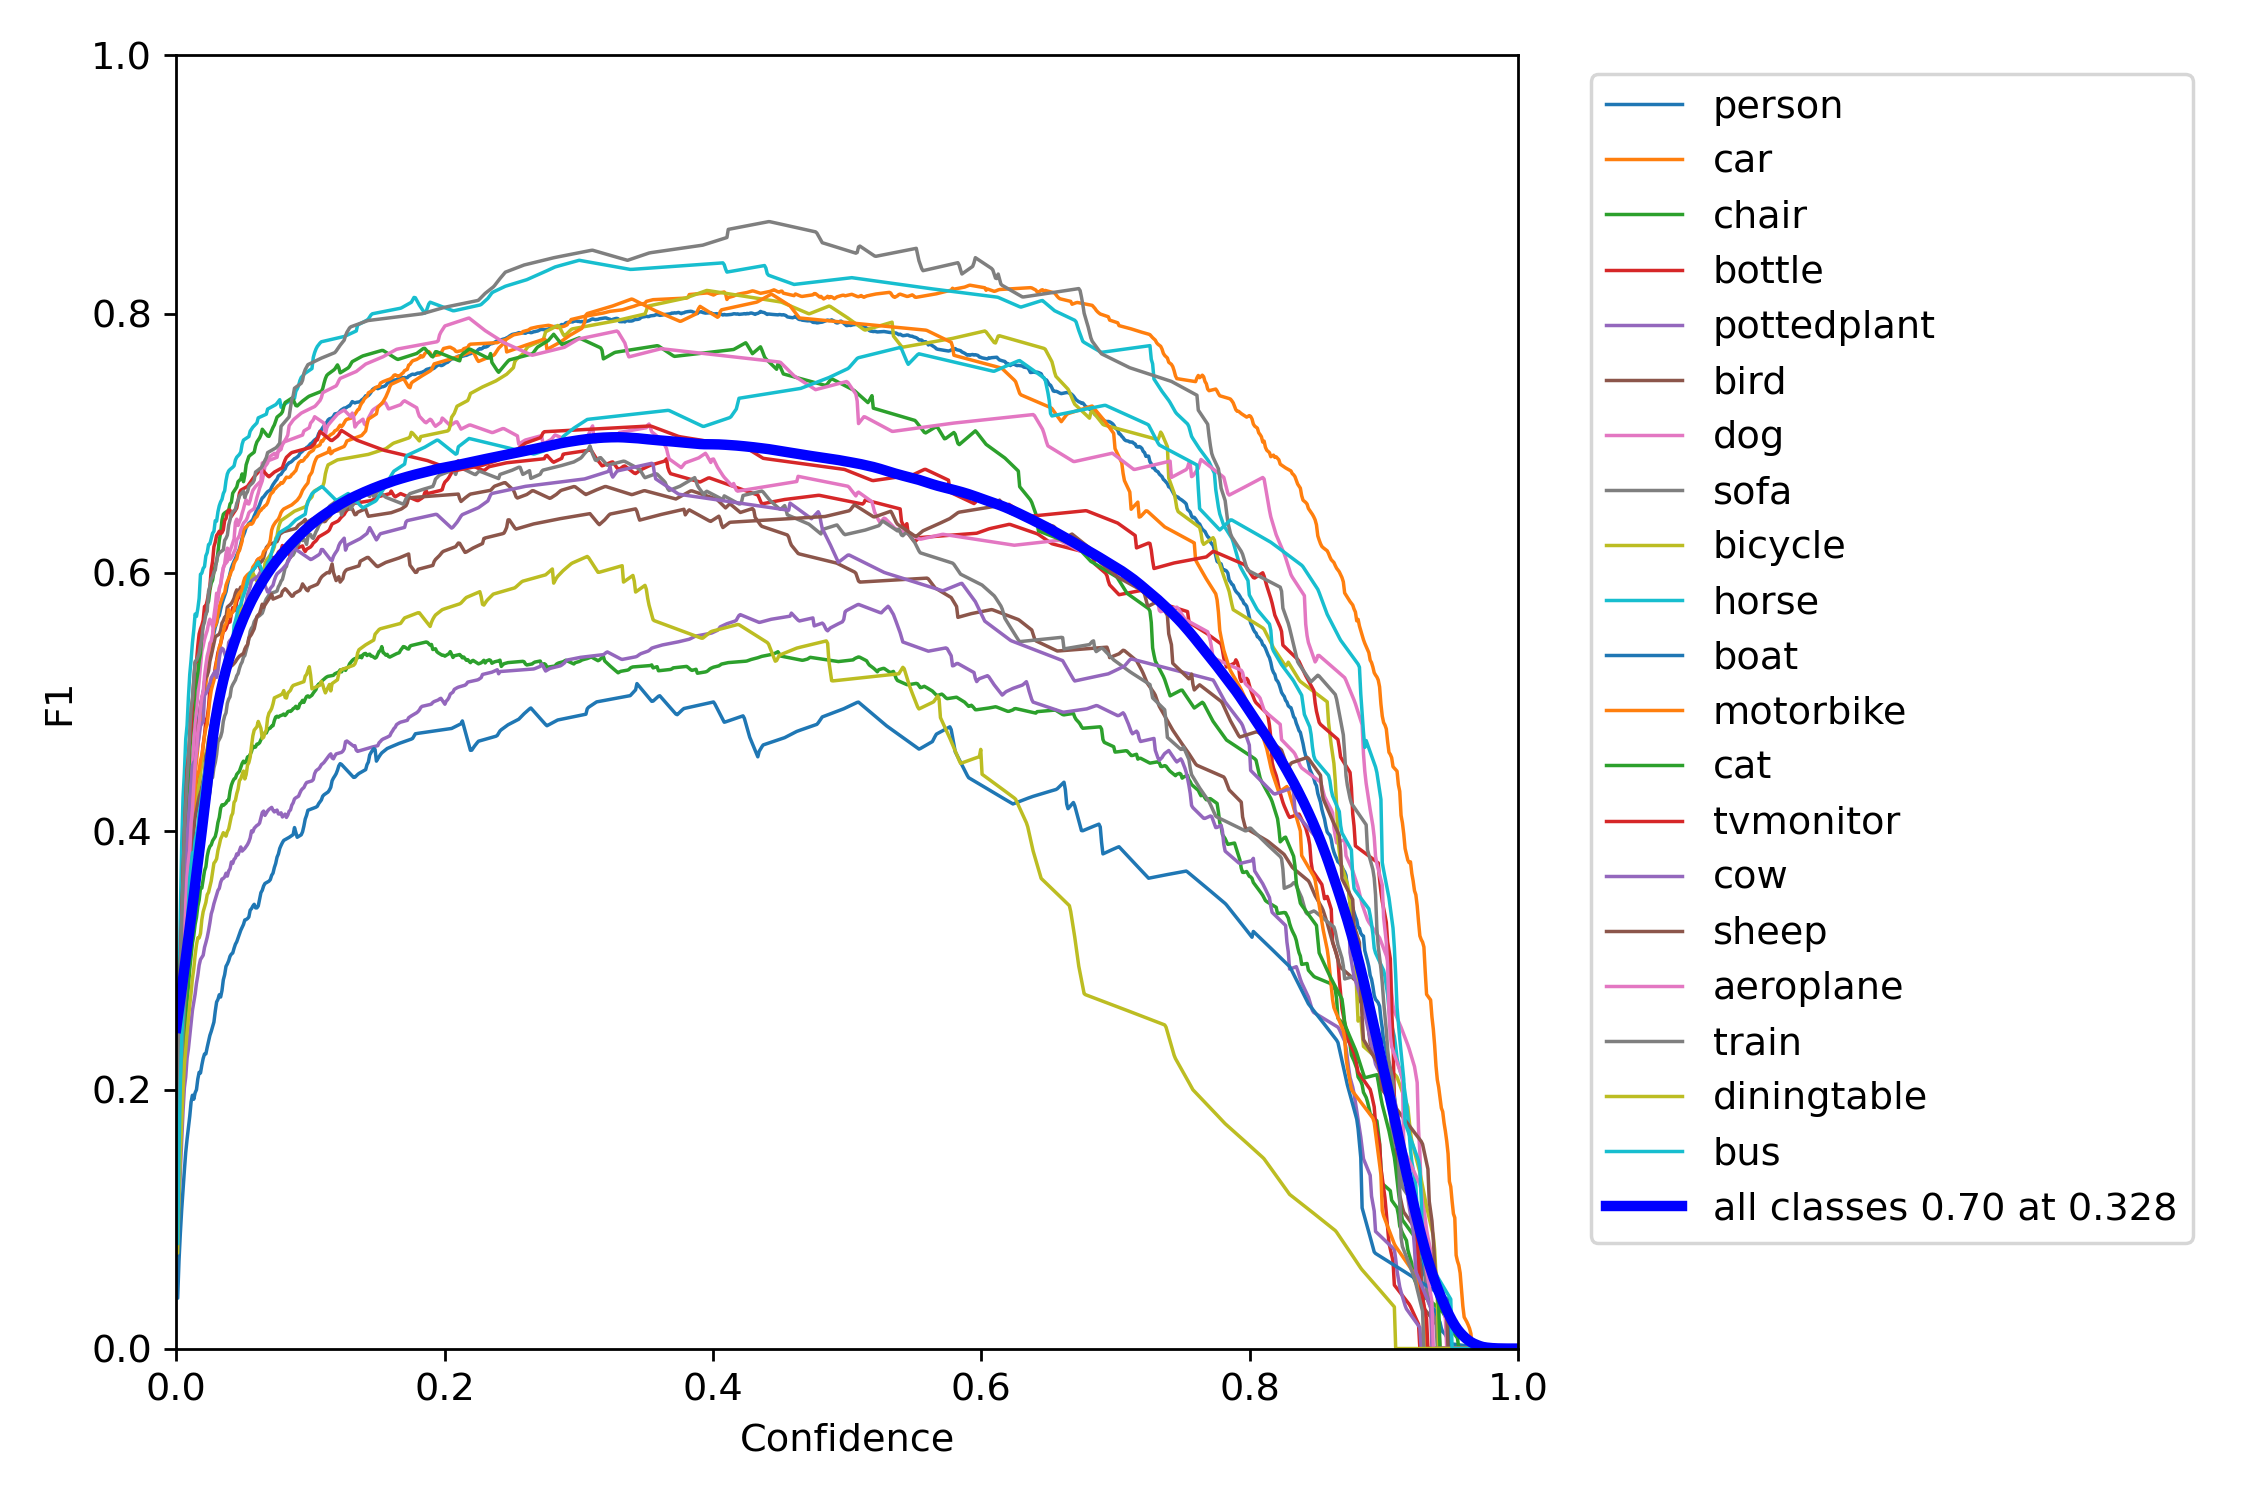 1.0
0.8
0.6
0.4
0.2
0.0
F1
0.0 0.2 0.4 0.6 0.8 1.0
Confidence
person
car
chair
bottle
pottedplant
bird
dog
sofa
bicycle
horse
boat
motorbike
cat
tvmonitor
cow
sheep
aeroplane
train
diningtable
bus
all classes 0.70 at 0.328